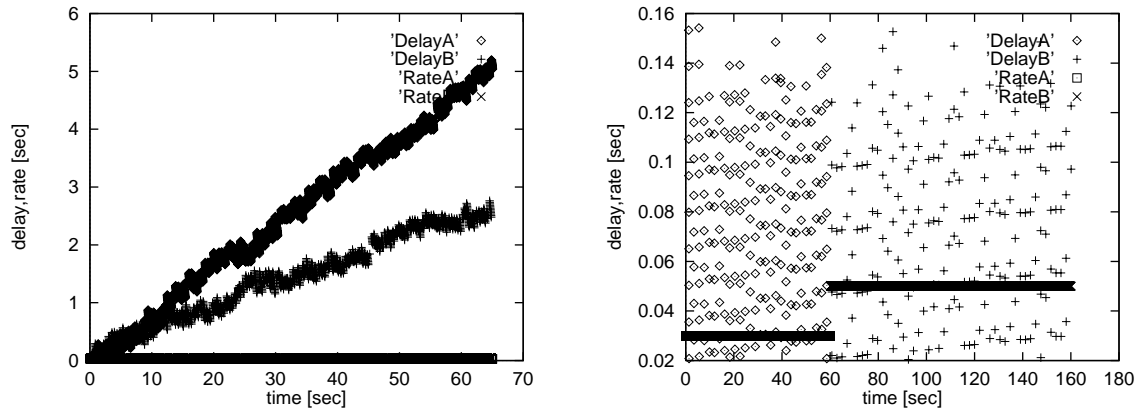 6
5
4
3
2
1
0
delay,rate [sec]
'DelayA'
'DelayB'
'RateA'
0 10 20 30 40 50 60 70
time [sec]
0.16
0.14
0.12
0.1
0.08
0.06
0.04
0.02
delay,rate [sec]
'DelayA'
'DelayB'
'RateA'
'RateB'
0 20 40 60 80 100 120 140 160 180
time [sec]